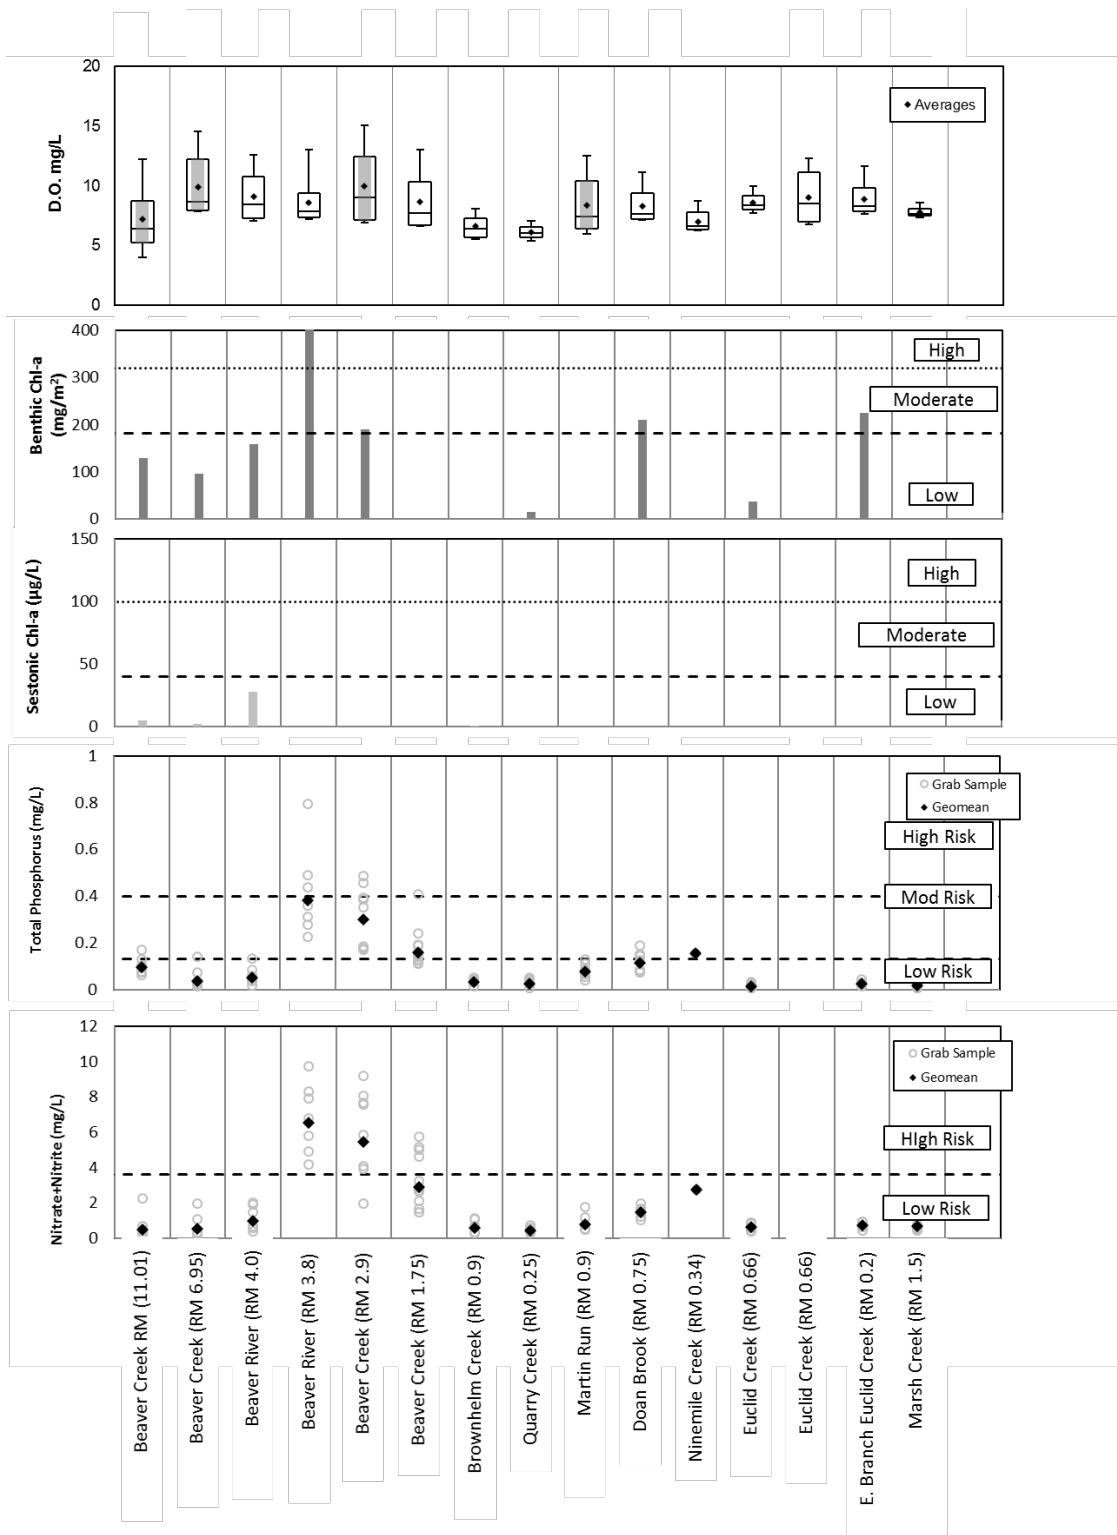 D.O. mg/L
20
15
10
5
0
Averages
Benthic Chl-a
(mg/m²)
400
300
200
100
0
High
Moderate
Low
Sestonic Chl-a (µg/L)
150
100
50
0
High
Moderate
Low
Total Phosphorus (mg/L)
1
0.8
0.6
0.4
0.2
0
Grab Sample
Geomean
High Risk
Mod Risk
Low Risk
Nitrate+Nitrite (mg/L)
12
10
8
6
4
2
0
Grab Sample
Geomean
HIgh Risk
Low Risk
Beaver Creek RM (11.01)
Beaver Creek (RM 6.95)
Beaver River (RM 4.0)
Beaver River (RM 3.8)
Beaver Creek (RM 2.9)
Beaver Creek (RM 1.75)
Brownhelm Creek (RM 0.9)
Quarry Creek (RM 0.25)
Martin Run (RM 0.9)
Doan Brook (RM 0.75)
Ninemile Creek (RM 0.34)
Euclid Creek (RM 0.66)
Euclid Creek (RM 0.66)
E. Branch Euclid Creek (RM 0.2)
Marsh Creek (RM 1.5)